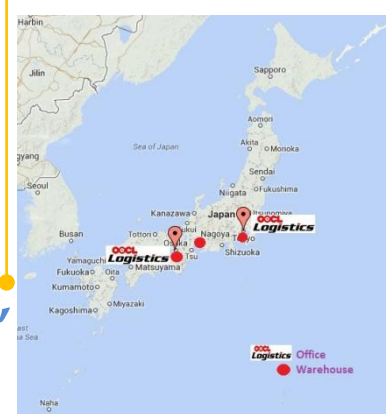 Harbin
Jilin
Sapporo
Aomori
Akita
Morioka
Sea of Japan
yang
Sendai
Seoul
Niigata
Fukushima
Kanazawa
Japan
OOCL
Logistics
Busan
Tottori
Nagoya
Osaka
Shizuoka
OOCL
Logistics
Tsu
Yamaguchi
Matsuyama
Fukuoka
Oita
Kumamoto
Miyazaki
Kagoshima
OOCL
Logistics
Office
Warehouse
Naha